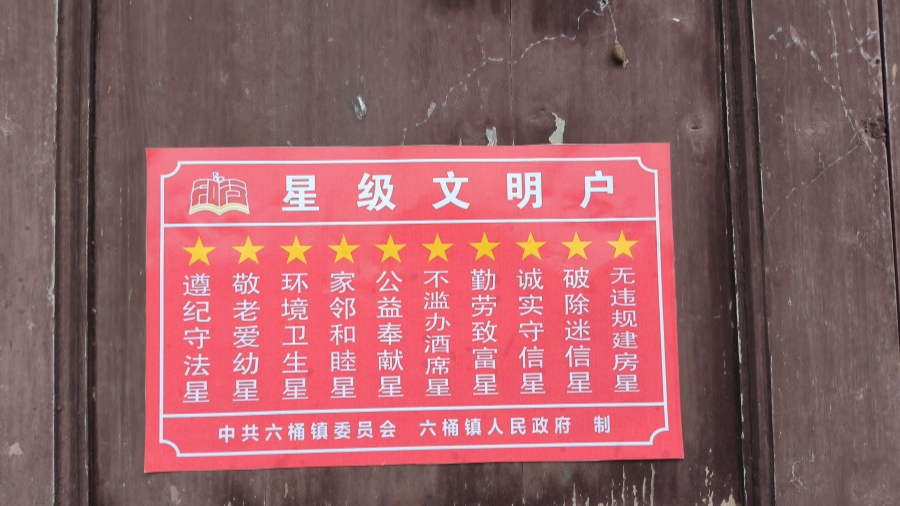 星级文明户
遵纪守法星
敬老爱幼星
环境卫生星
家邻和睦星
公益奉献星
不滥办酒席星
勤劳致富星
诚实守信星
破除迷信星
无违规建房星
中共六桶镇委员会 六桶镇人民政府 制